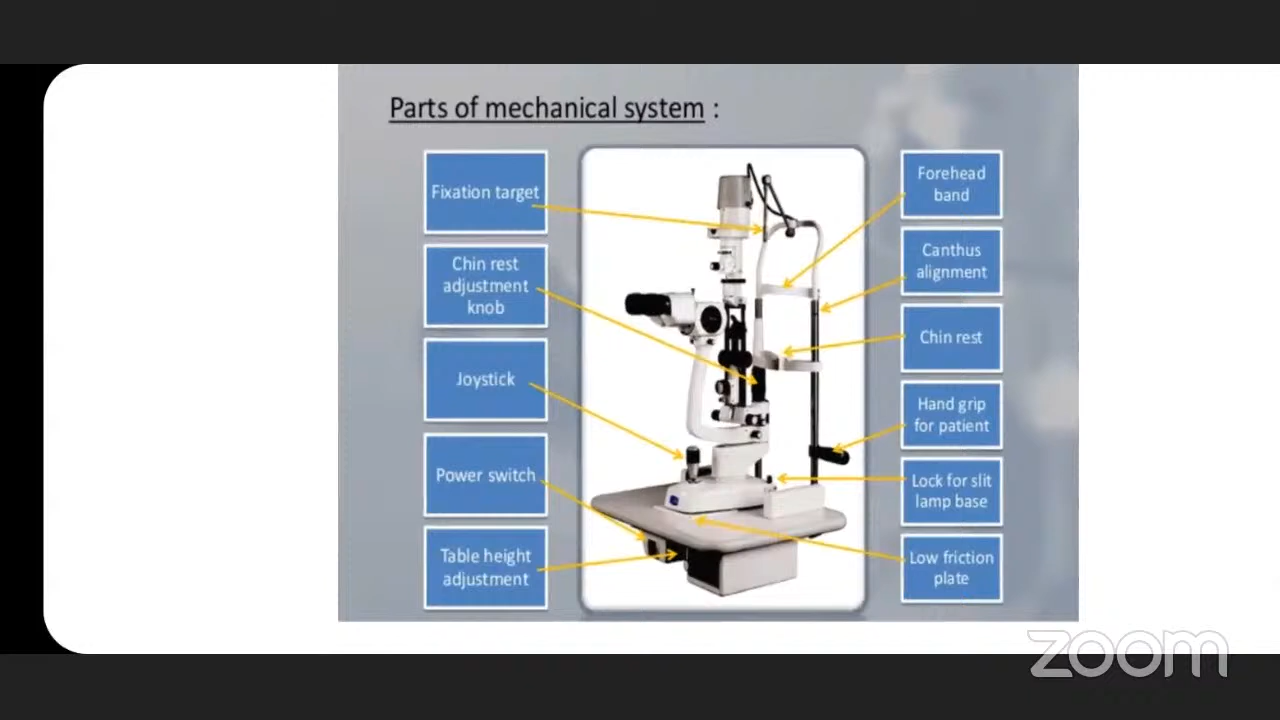 Parts of mechanical system :
Fixation target
Chin rest
adjustment
knob
Joystick
Power switch
Table height
adjustment
Forehead
band
Canthus
alignment
Chin rest
Hand grip
for patient
Lock for slit
lamp base
Low friction
plate
zoom